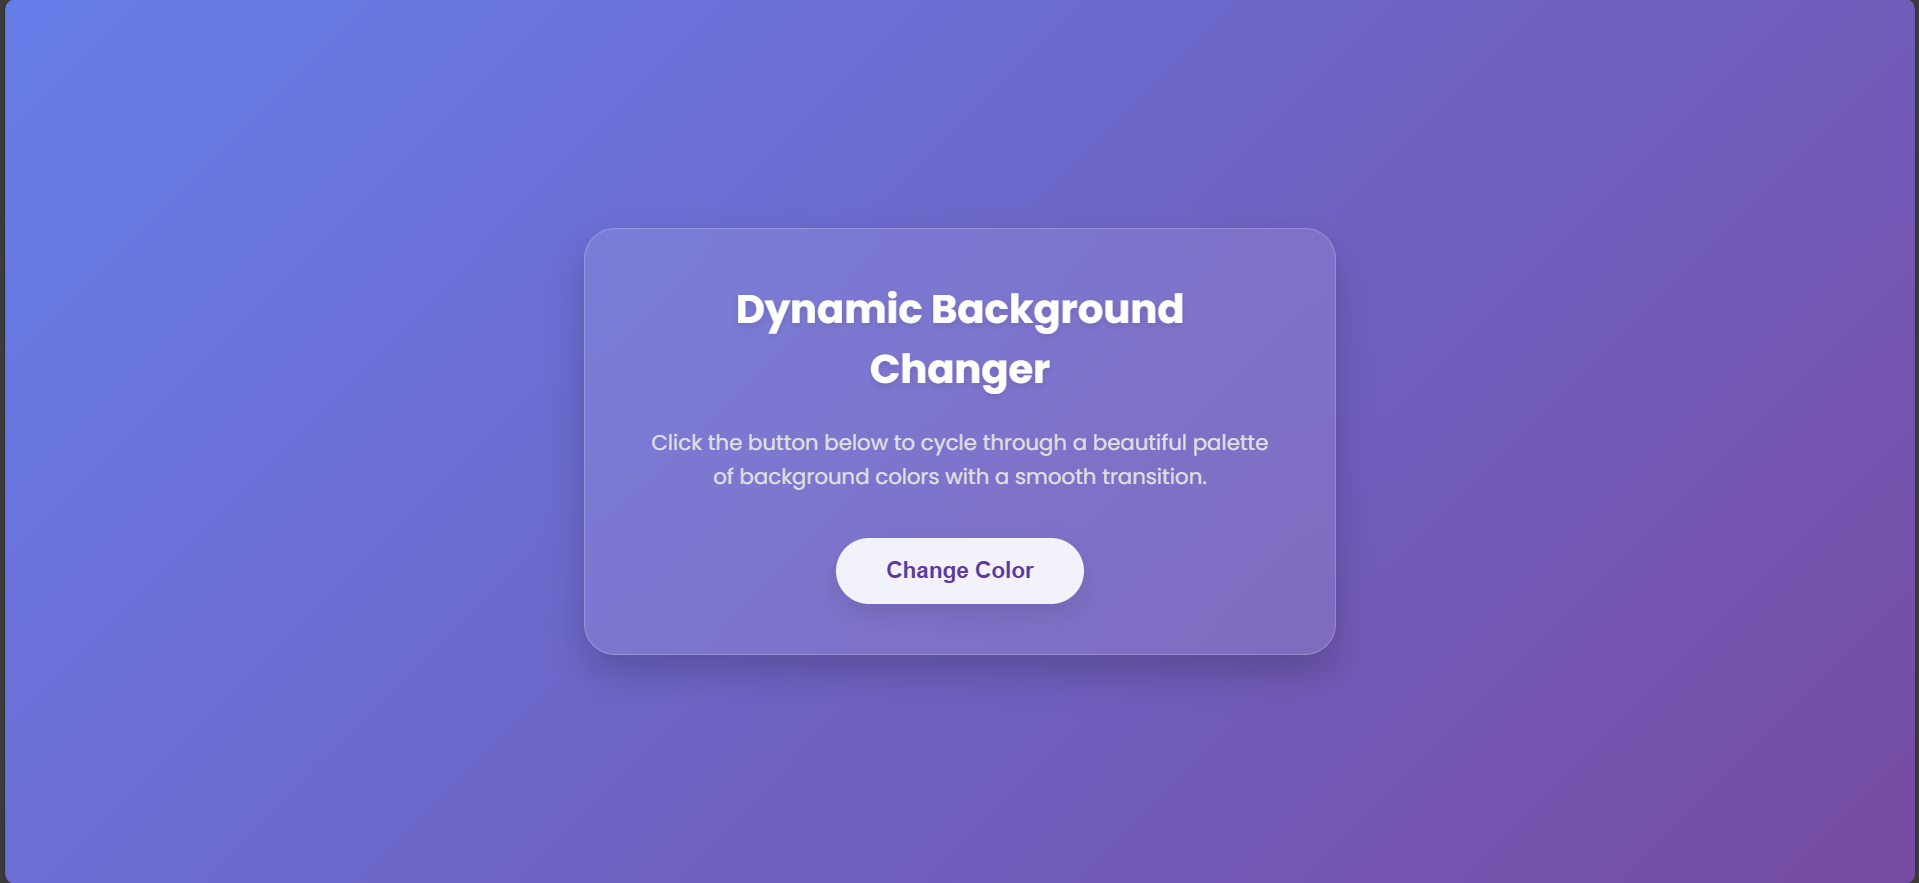 Dynamic Background
Changer
Click the button below to cycle through a beautiful palette
of background colors with a smooth transition.
Change Color